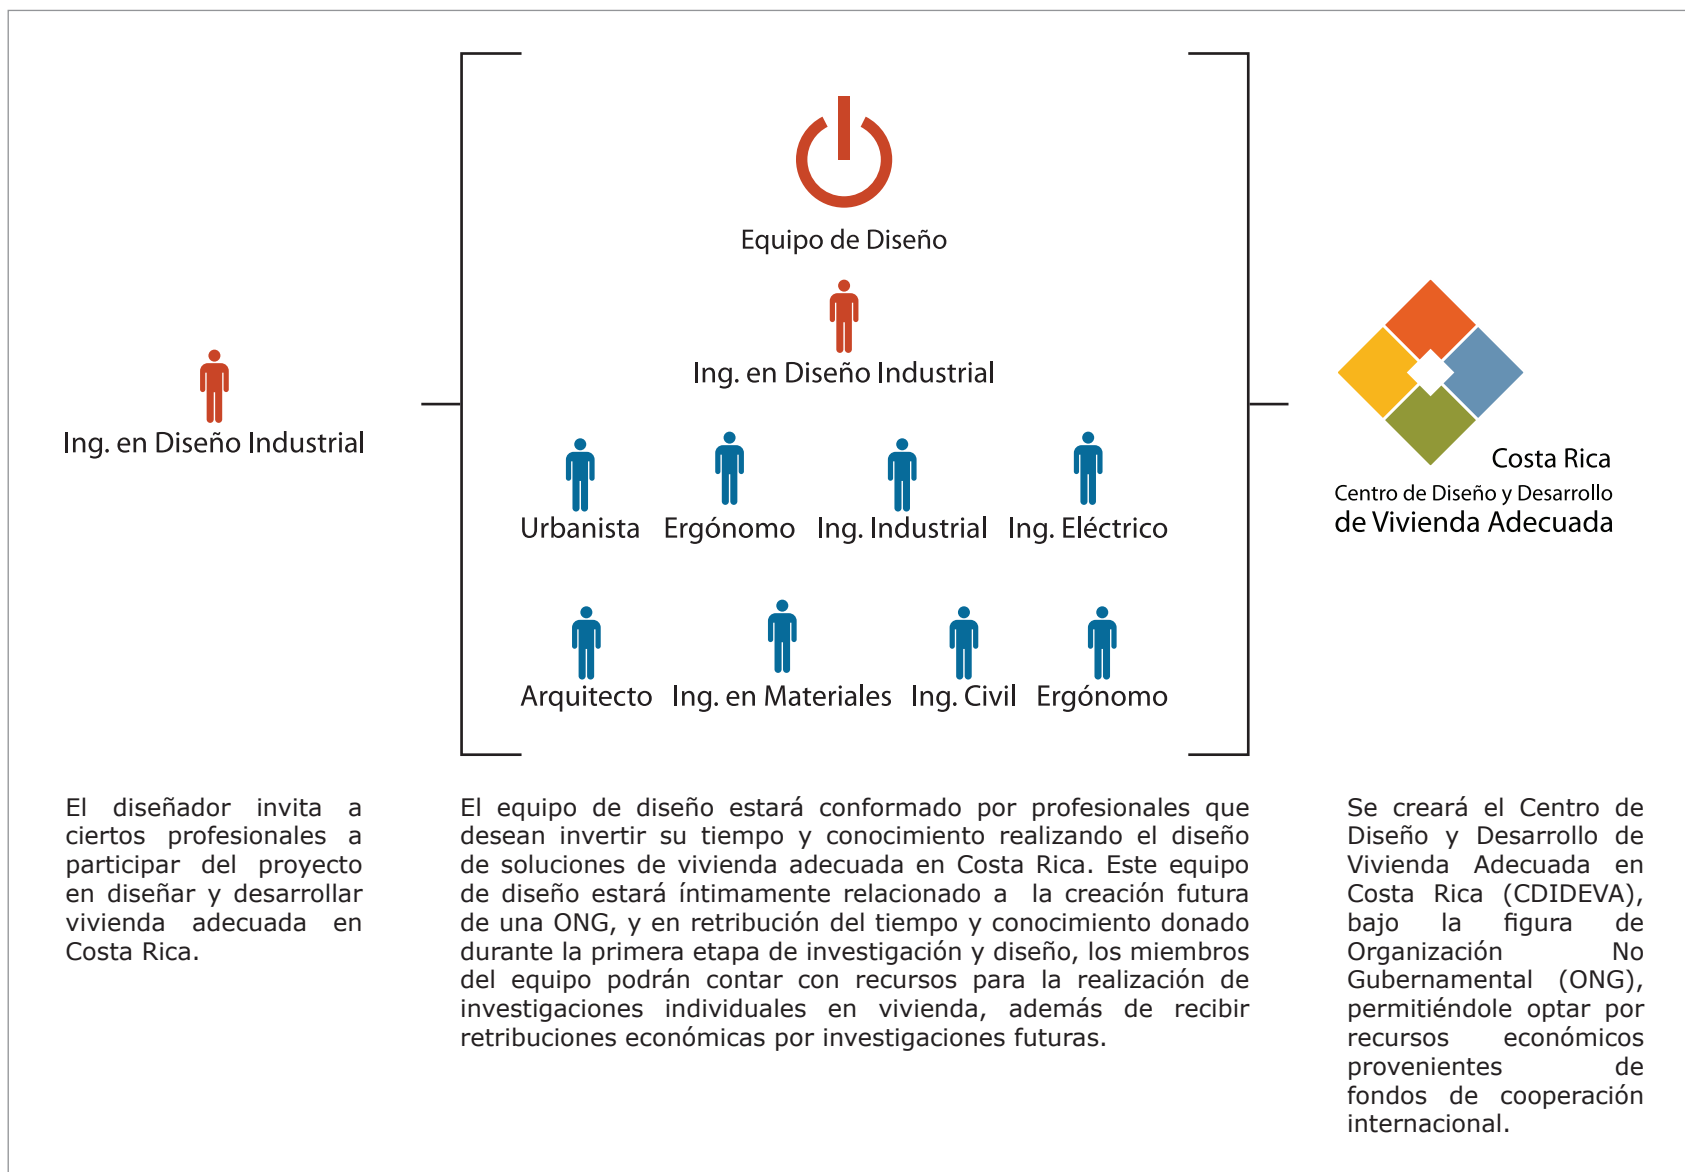 Equipo de Diseño
Ing. en Diseño Industrial
Ing. en Diseño Industrial
Urbanista Ergónomo Ing. Industrial Ing. Eléctrico
Arquitecto Ing. en Materiales Ing. Civil Ergónomo
Costa Rica
Centro de Diseño y Desarrollo
de Vivienda Adecuada
El diseñador invita a
ciertos profesionales a
participar del proyecto
en diseñar y desarrollar
vivienda adecuada en
Costa Rica.
El equipo de diseño estará conformado por profesionales que
desean invertir su tiempo y conocimiento realizando el diseño
de soluciones de vivienda adecuada en Costa Rica. Este equipo
de diseño estará íntimamente relacionado a la creación futura
de una ONG, y en retribución del tiempo y conocimiento donado
durante la primera etapa de investigación y diseño, los miembros
del equipo podrán contar con recursos para la realización de
investigaciones individuales en vivienda, además de recibir
retribuciones económicas por investigaciones futuras.
Se creará el Centro de
Diseño y Desarrollo de
Vivienda Adecuada en
Costa Rica (CDIDEVA),
bajo la figura de
Organización No
Gubernamental (ONG),
permitiéndole optar por
recursos económicos
provenientes de
fondos de cooperación
internacional.